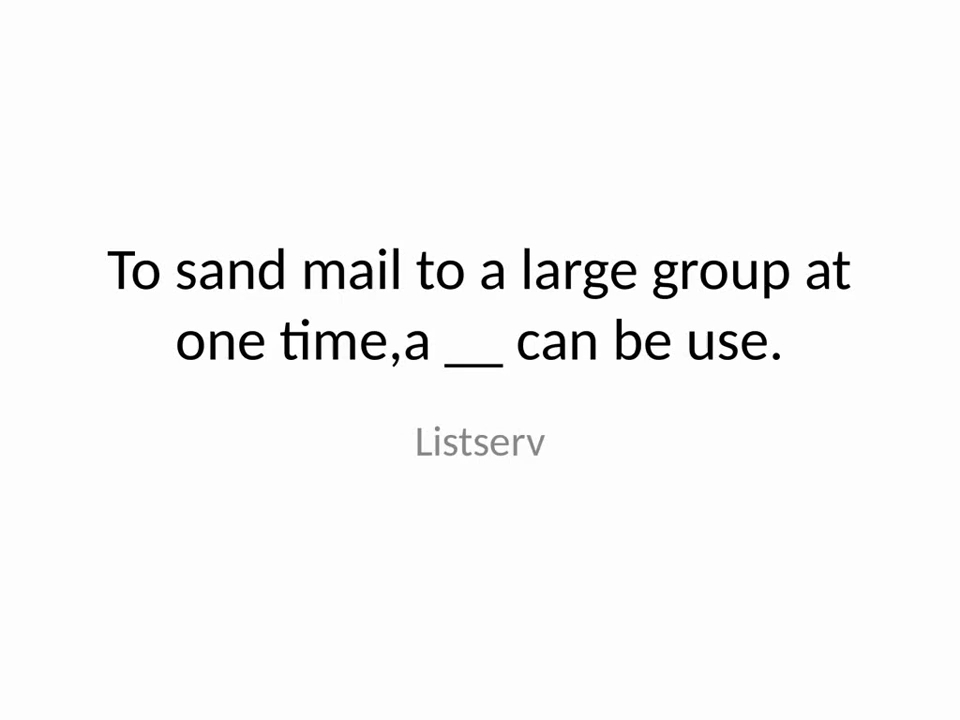 To sand mail to a large group at
one time,a __ can be use.
Listserv